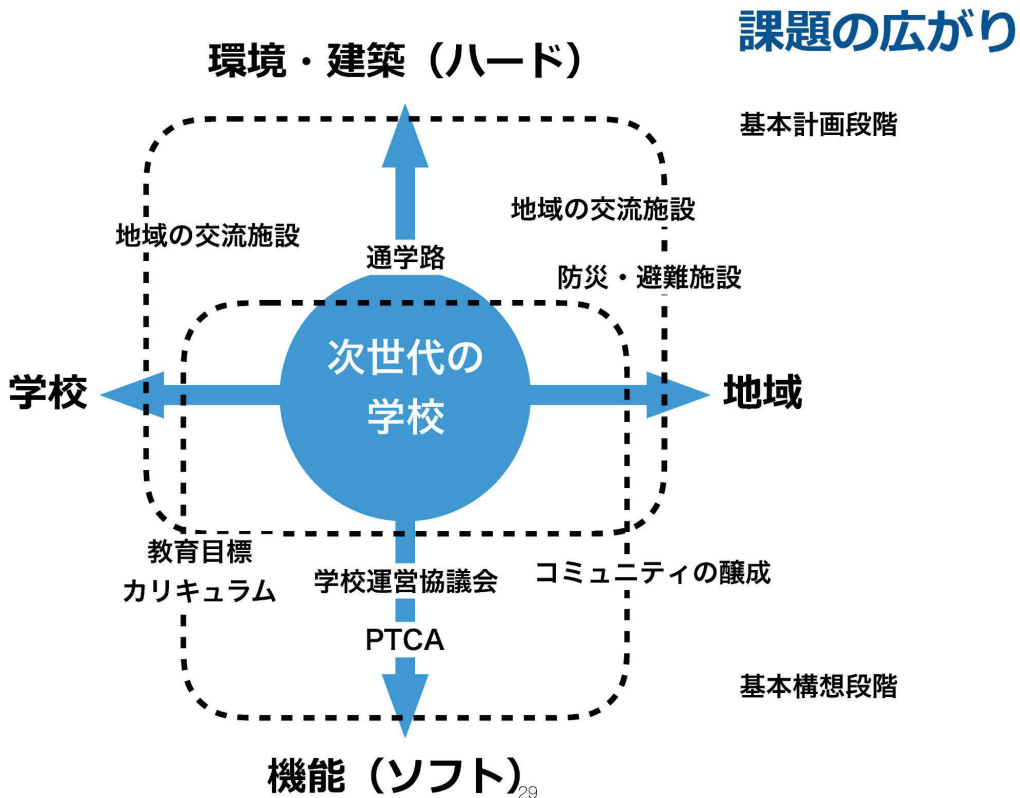 課題の広がり
環境・建築（ハード）
基本計画段階
地域の交流施設
地域の交流施設
通学路
防災・避難施設
次世代の
学校
学校
地域
教育目標
カリキュラム
学校運営協議会
コミュニティの醸成
PTCA
基本構想段階
機能（ソフト）
29